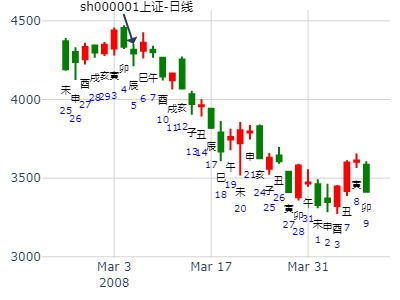 sh000001上证-日线
4500
4000
3500
3000
未
25
申
26
酉
27
戌
28
亥
29
寅
3
卯
4
辰
5
巳
6
午
7
酉
10
戌
11
亥
12
子
13
丑
14
辰
17
巳
18
午
19
未
20
申
21
亥
24
子
25
丑
26
寅
27
卯
28
午
31
未
1
申
2
酉
3
丑
7
寅
8
卯
9
Mar 3
2008
Mar 17
Mar 31